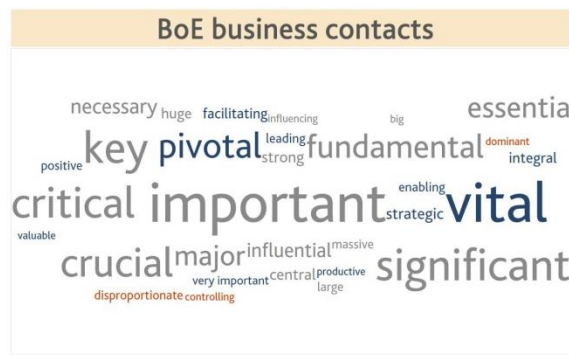 BoE business contacts
necessary huge facilitating influencing big essentia
key pivotal leading strong fundamental dominant
positive integral
critical important enabling strategic vital
valuable
crucial major influential massive significant
very important central productive large
disproportionate controlling